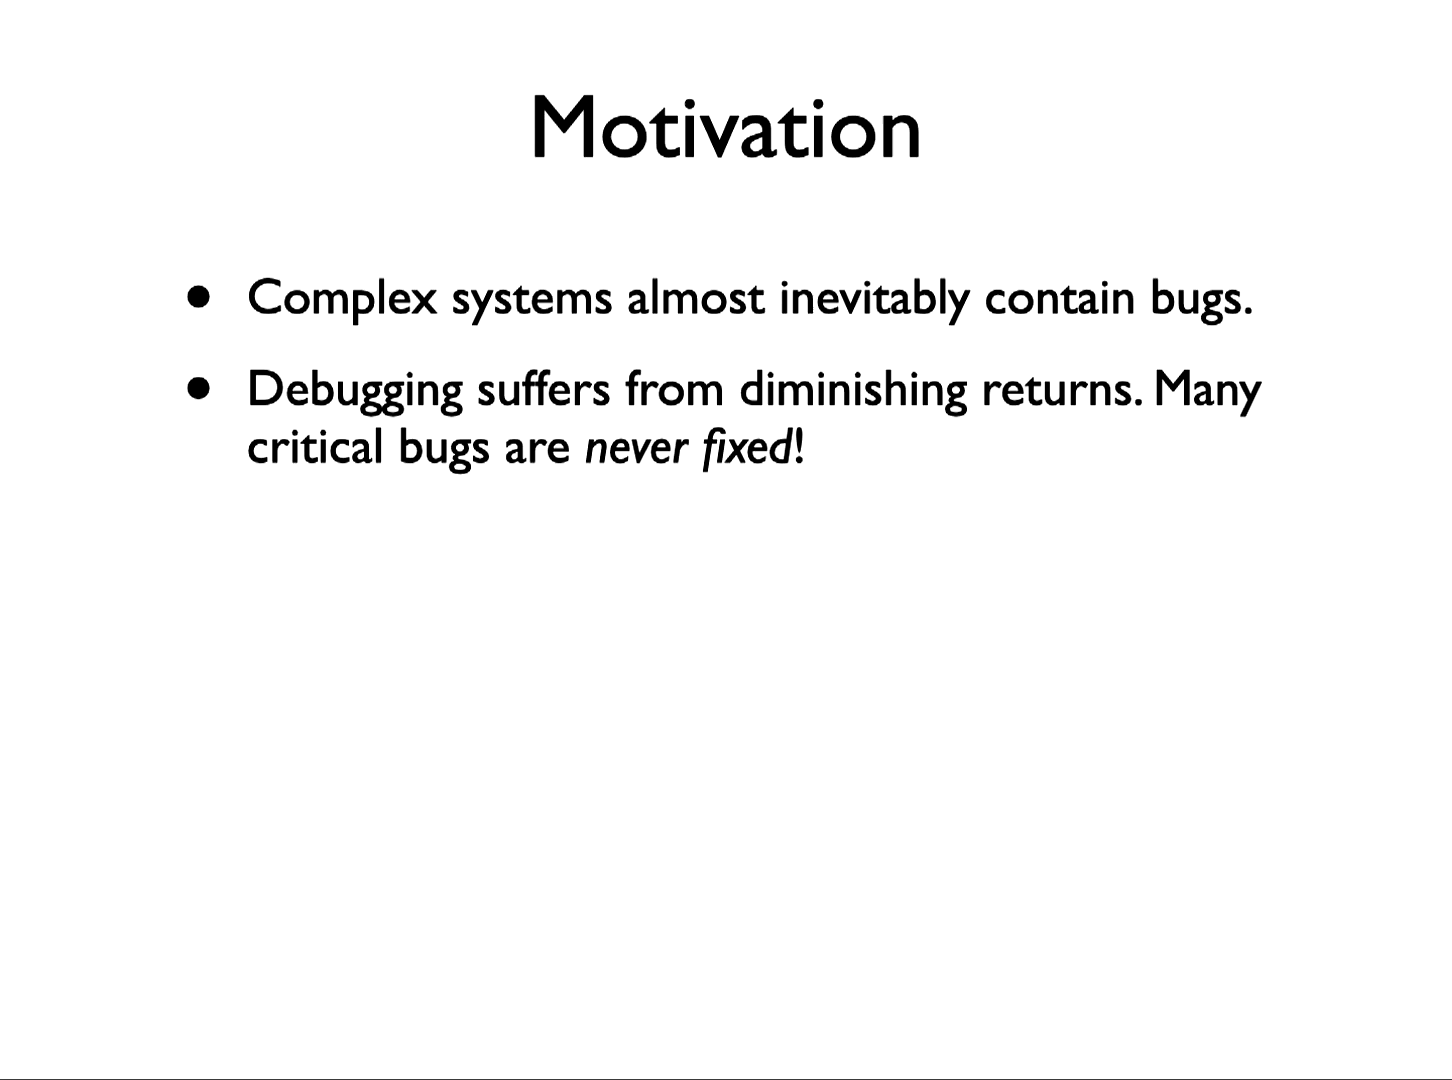 Motivation
• Complex systems almost inevitably contain bugs.
• Debugging suffers from diminishing returns. Many
critical bugs are never fixed!